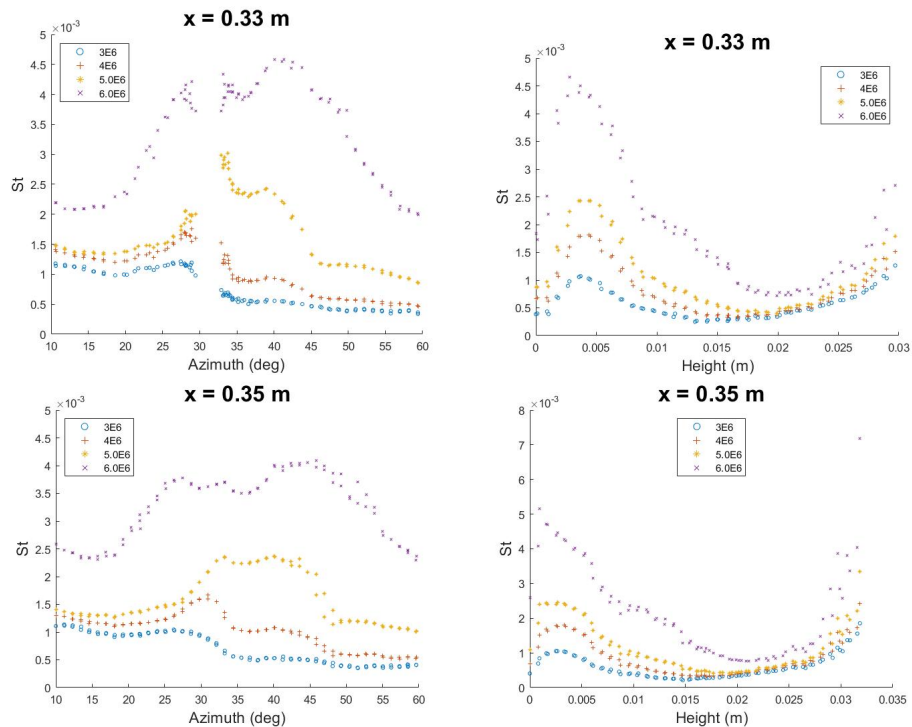 x = 0.33 m
×10⁻³
5
4.5
4
3.5
3
2.5
2
1.5
1
0.5
0
St
3E6
4E6
5.0E6
6.0E6
10 15 20 25 30 35 40 45 50 55 60
Azimuth (deg)
x = 0.33 m
×10⁻³
5
4.5
4
3.5
3
2.5
2
1.5
1
0.5
0
St
3E6
4E6
5.0E6
6.0E6
0 0.005 0.01 0.015 0.02 0.025 0.03
Height (m)
x = 0.35 m
×10⁻³
5
4.5
4
3.5
3
2.5
2
1.5
1
0.5
0
St
3E6
4E6
5.0E6
6.0E6
10 15 20 25 30 35 40 45 50 55 60
Azimuth (deg)
x = 0.35 m
×10⁻³
8
7
6
5
4
3
2
1
0
St
3E6
4E6
5.0E6
6.0E6
0 0.005 0.01 0.015 0.02 0.025 0.03 0.035
Height (m)